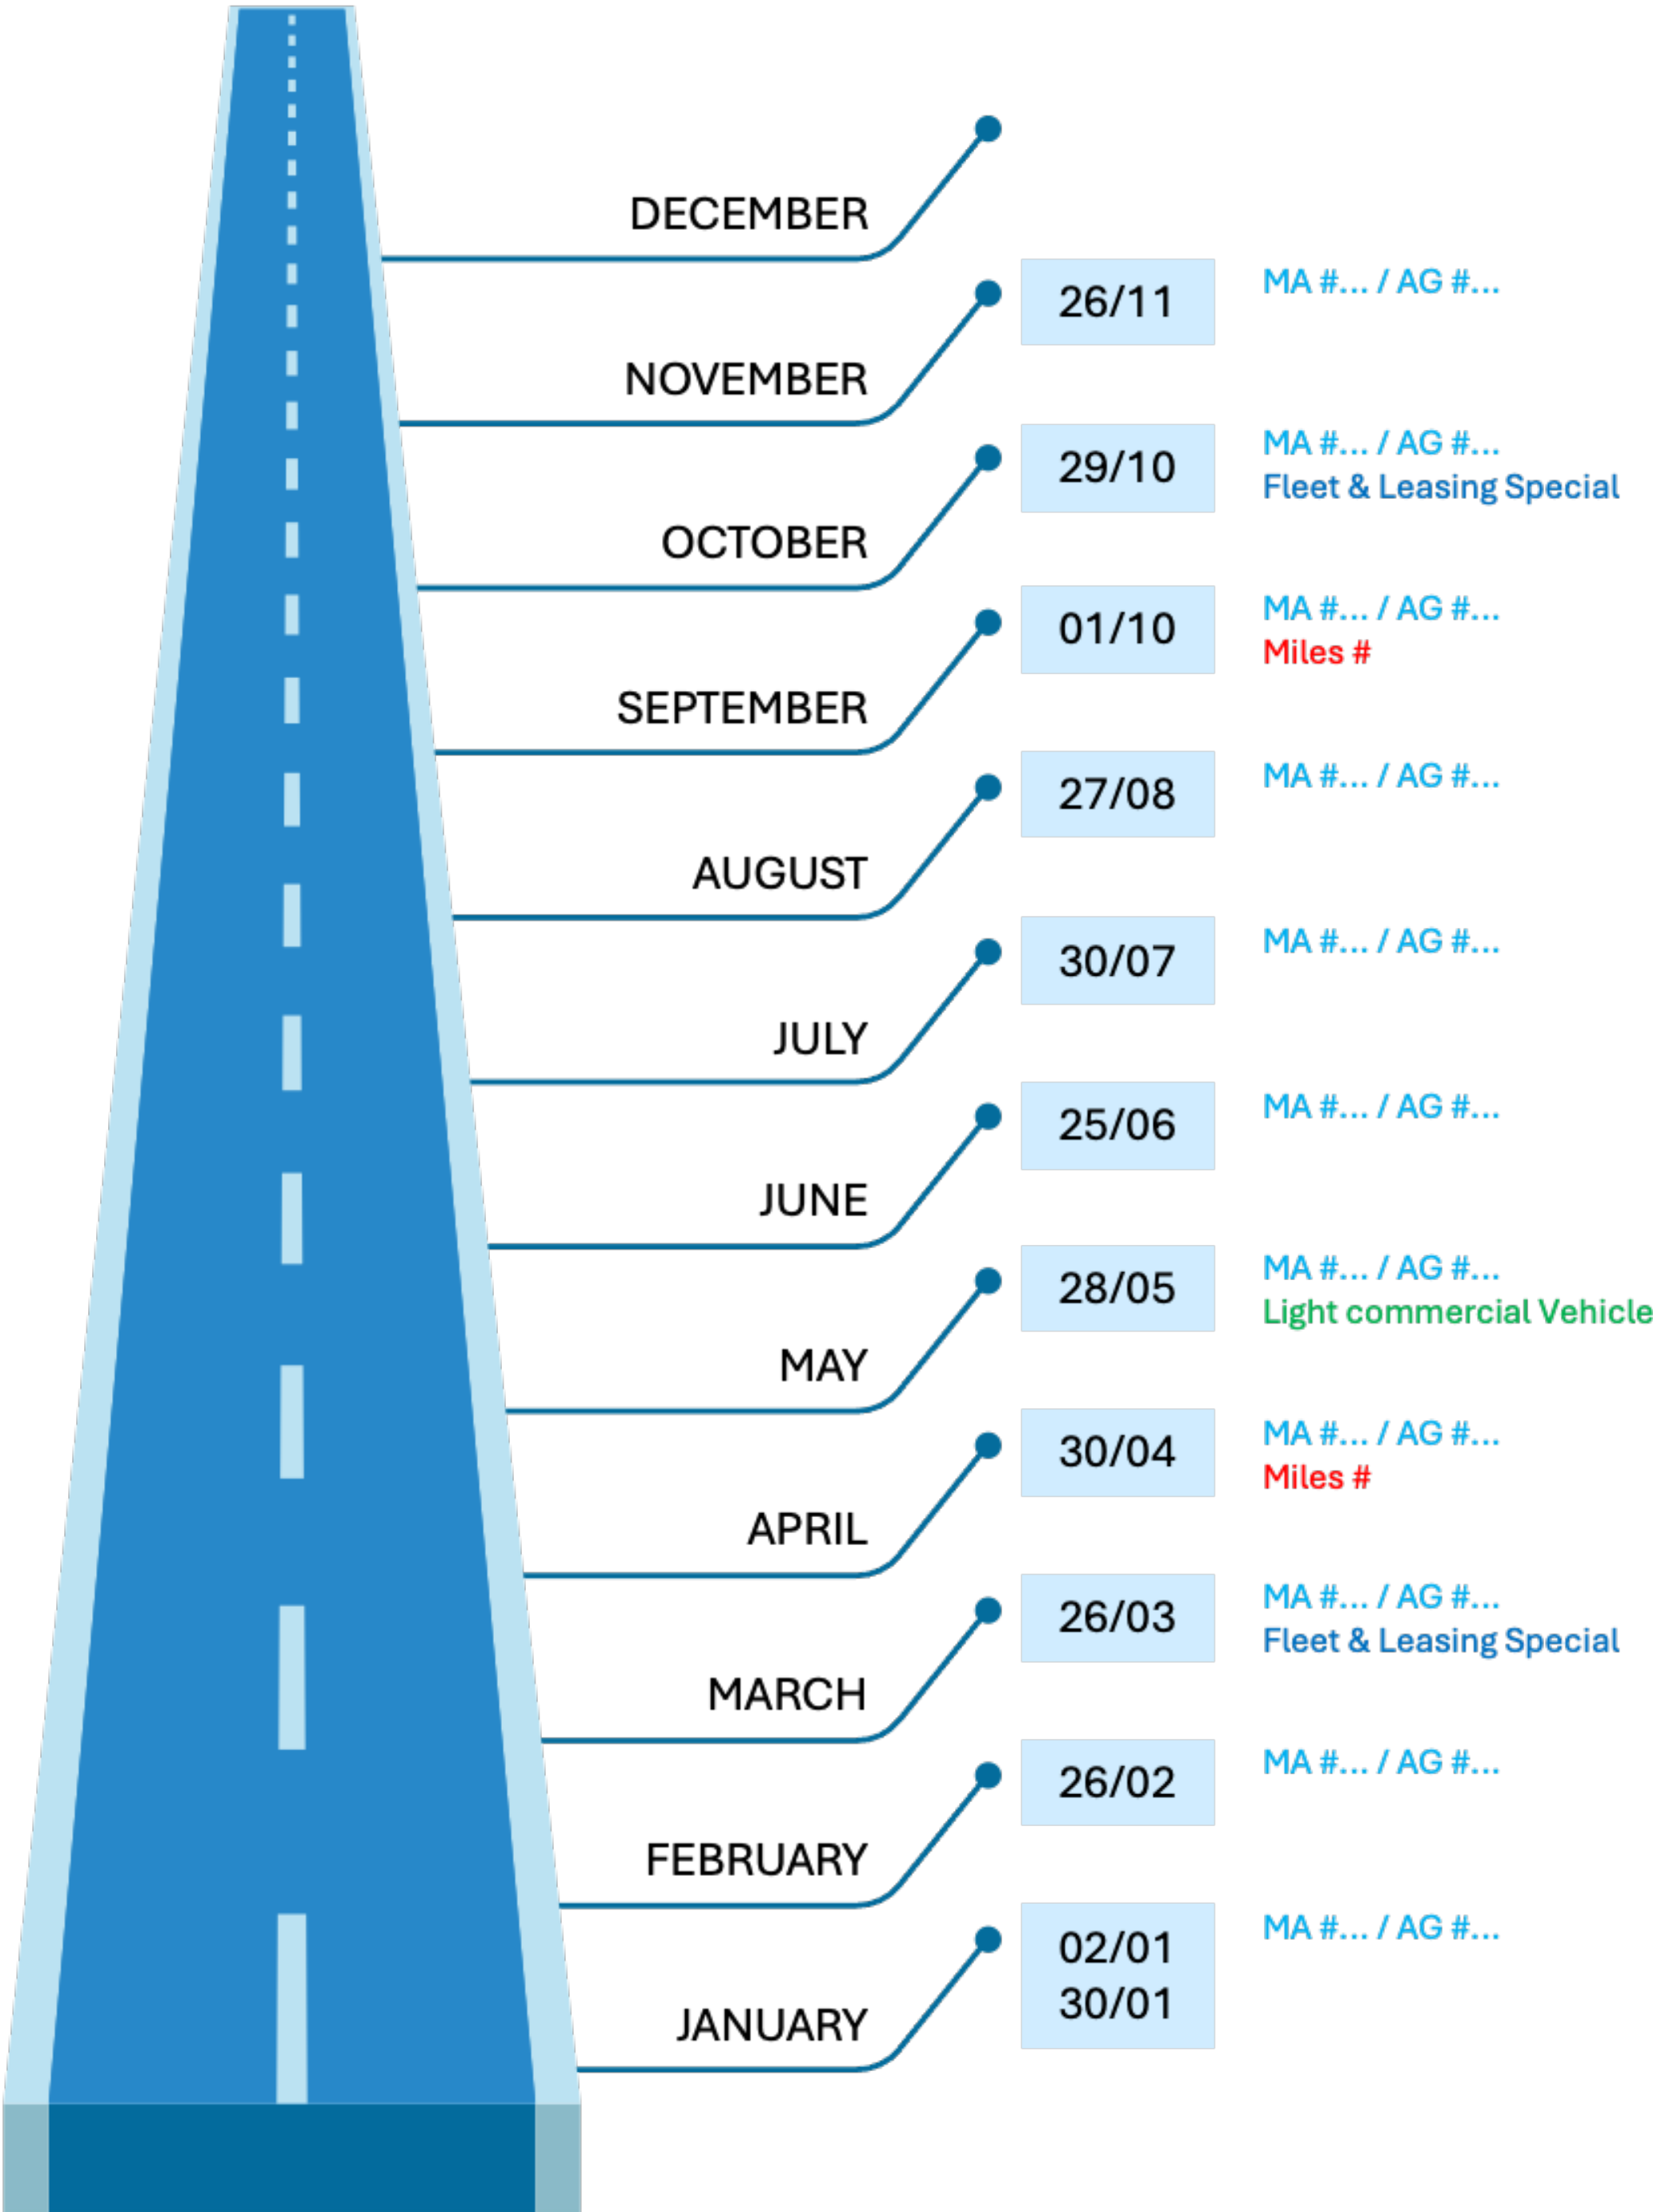 DECEMBER
26/11
MA #... / AG #...
NOVEMBER
29/10
MA #... / AG #...
Fleet & Leasing Special
OCTOBER
01/10
MA #... / AG #...
Miles #
SEPTEMBER
27/08
MA #... / AG #...
AUGUST
30/07
MA #... / AG #...
JULY
25/06
MA #... / AG #...
JUNE
28/05
MA #... / AG #...
Light commercial Vehicle
MAY
30/04
MA #... / AG #...
Miles #
APRIL
26/03
MA #... / AG #...
Fleet & Leasing Special
MARCH
26/02
MA #... / AG #...
FEBRUARY
02/01
30/01
MA #... / AG #...
JANUARY